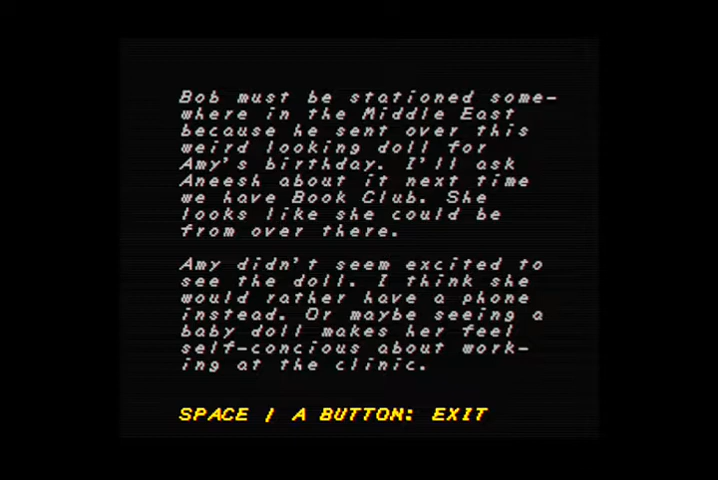 Bob must be stationed some-
where in the Middle East
because he sent over this
weird looking doll for
Amy's birthday. I'll ask
Aneesh about it next time
we have Book Club. She
looks like she could be
from over there.
Amy didn't seem excited to
see the doll. I think she
would rather have a phone
instead. Or maybe seeing a
baby doll makes her feel
self-concious about work-
ing at the clinic.
SPACE / A BUTTON: EXIT